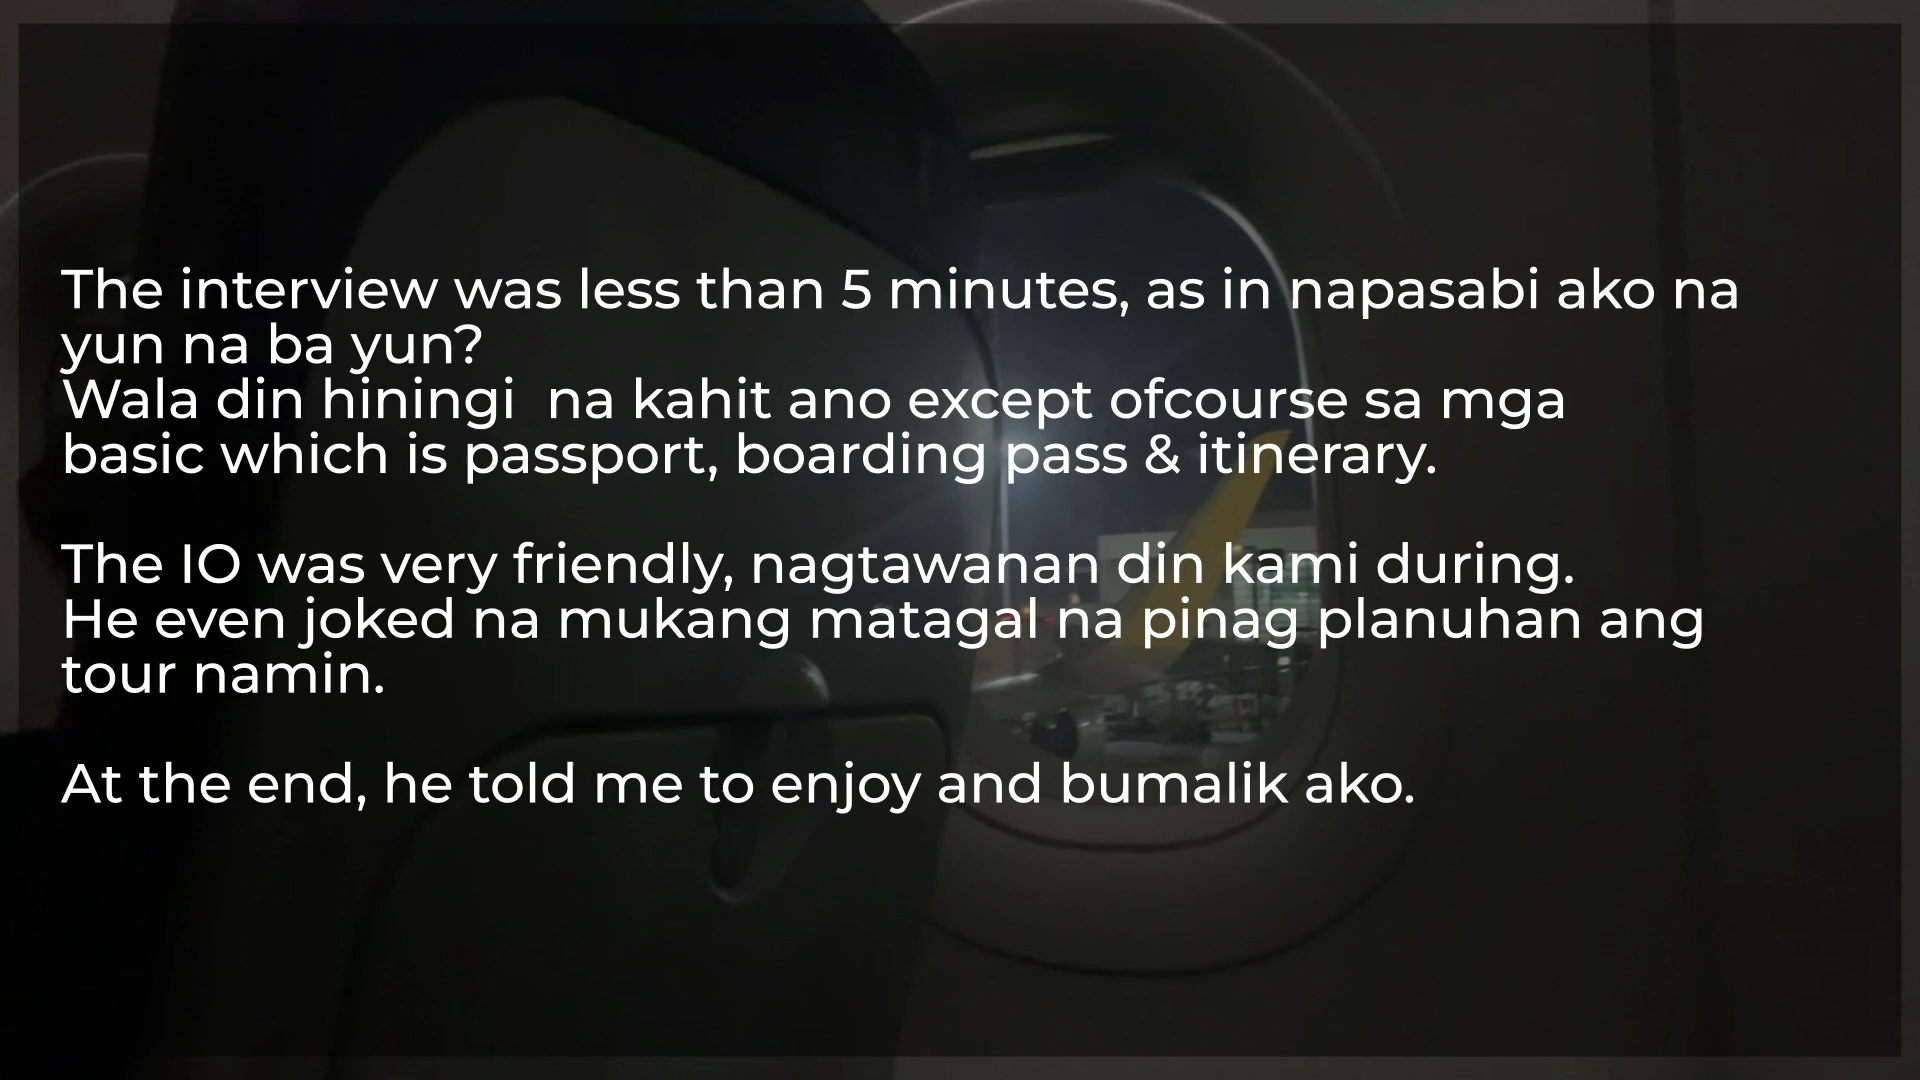 The interview was less than 5 minutes, as in napasabi ako na
yun na ba yun?
Wala din hiningi  na kahit ano except ofcourse sa mga
basic which is passport, boarding pass & itinerary.
The IO was very friendly, nagtawanan din kami during.
He even joked na mukang matagal na pinag planuhan ang
tour namin.
At the end, he told me to enjoy and bumalik ako.